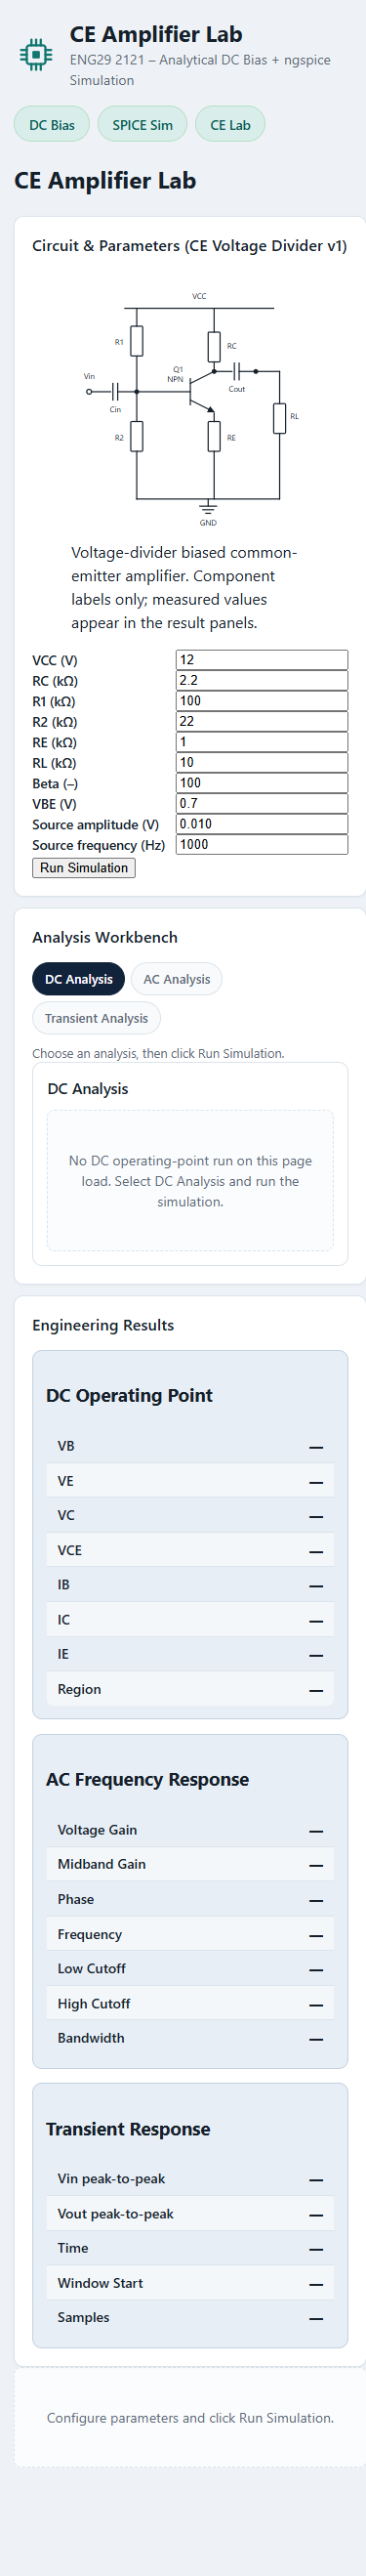 CE Amplifier Lab
ENG29 2121 – Analytical DC Bias + ngspice
Simulation
DC Bias
SPICE Sim
CE Lab
CE Amplifier Lab
Circuit & Parameters (CE Voltage Divider v1)
VCC
R1
RC
Q1
NPN
Vin
Cin
Cout
RL
R2
RE
GND
Voltage-divider biased common-
emitter amplifier. Component
labels only; measured values
appear in the result panels.
VCC (V) 12
RC (kΩ) 2.2
R1 (kΩ) 100
R2 (kΩ) 22
RE (kΩ) 1
RL (kΩ) 10
Beta (–) 100
VBE (V) 0.7
Source amplitude (V) 0.010
Source frequency (Hz) 1000
Run Simulation
Analysis Workbench
DC Analysis
AC Analysis
Transient Analysis
Choose an analysis, then click Run Simulation.
DC Analysis
No DC operating-point run on this page
load. Select DC Analysis and run the
simulation.
Engineering Results
DC Operating Point
VB —
VE —
VC —
VCE —
IB —
IC —
IE —
Region —
AC Frequency Response
Voltage Gain —
Midband Gain —
Phase —
Frequency —
Low Cutoff —
High Cutoff —
Bandwidth —
Transient Response
Vin peak-to-peak —
Vout peak-to-peak —
Time —
Window Start —
Samples —
Configure parameters and click Run Simulation.